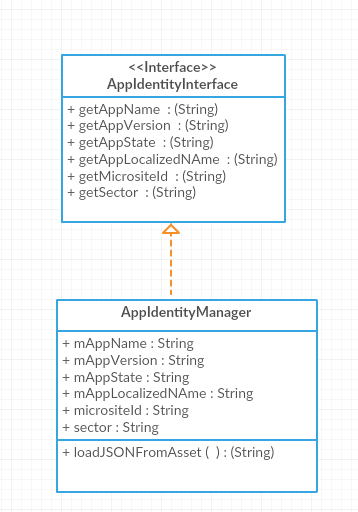 <<Interface>>
AppIdentityInterface
+ getAppName : (String)
+ getAppVersion : (String)
+ getAppState : (String)
+ getAppLocalizedNAme : (String)
+ getMicrositeId : (String)
+ getSector : (String)
AppIdentityManager
+ mAppName : String
+ mAppVersion : String
+ mAppState : String
+ mAppLocalizedNAme : String
+ micrositeId : String
+ sector : String
+ loadJSONFromAsset ( ) : (String)